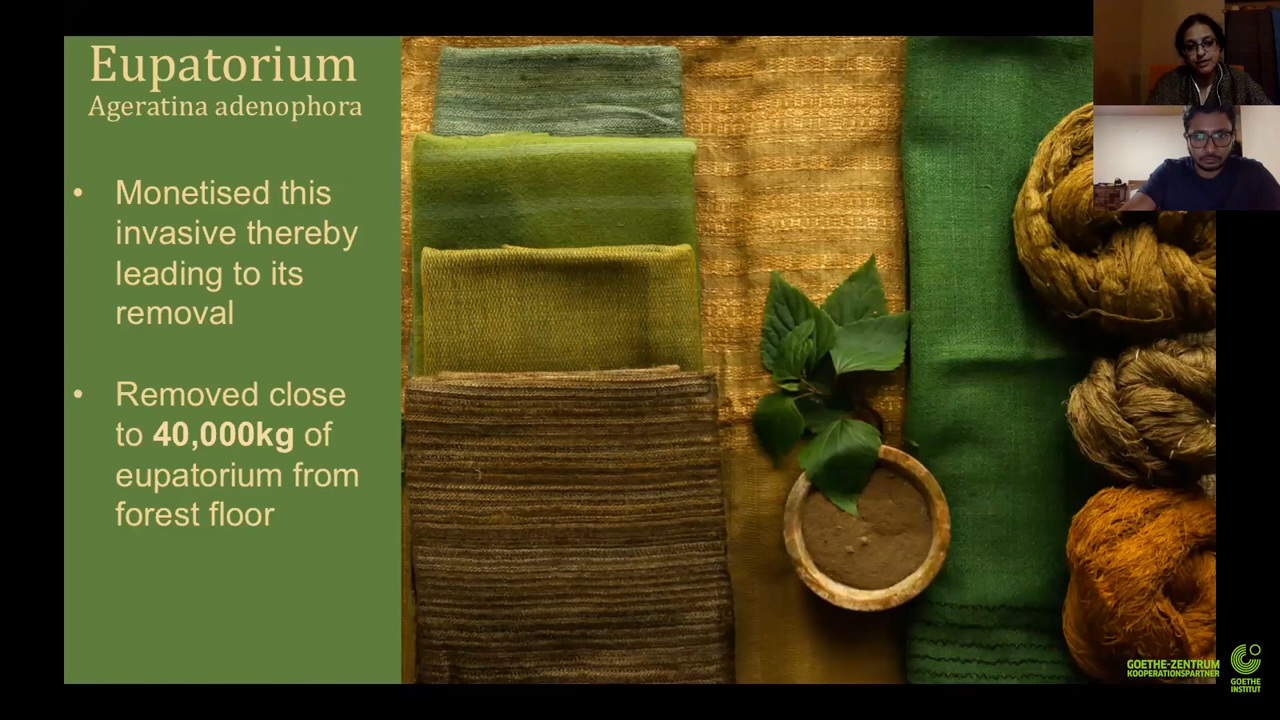 Eupatorium
Ageratina adenophora
• Monetised this
invasive thereby
leading to its
removal
• Removed close
to 40,000kg of
eupatorium from
forest floor
GOETHE-ZENTRUM
KOOPERATIONSPARTNER
GOETHE
INSTITUT